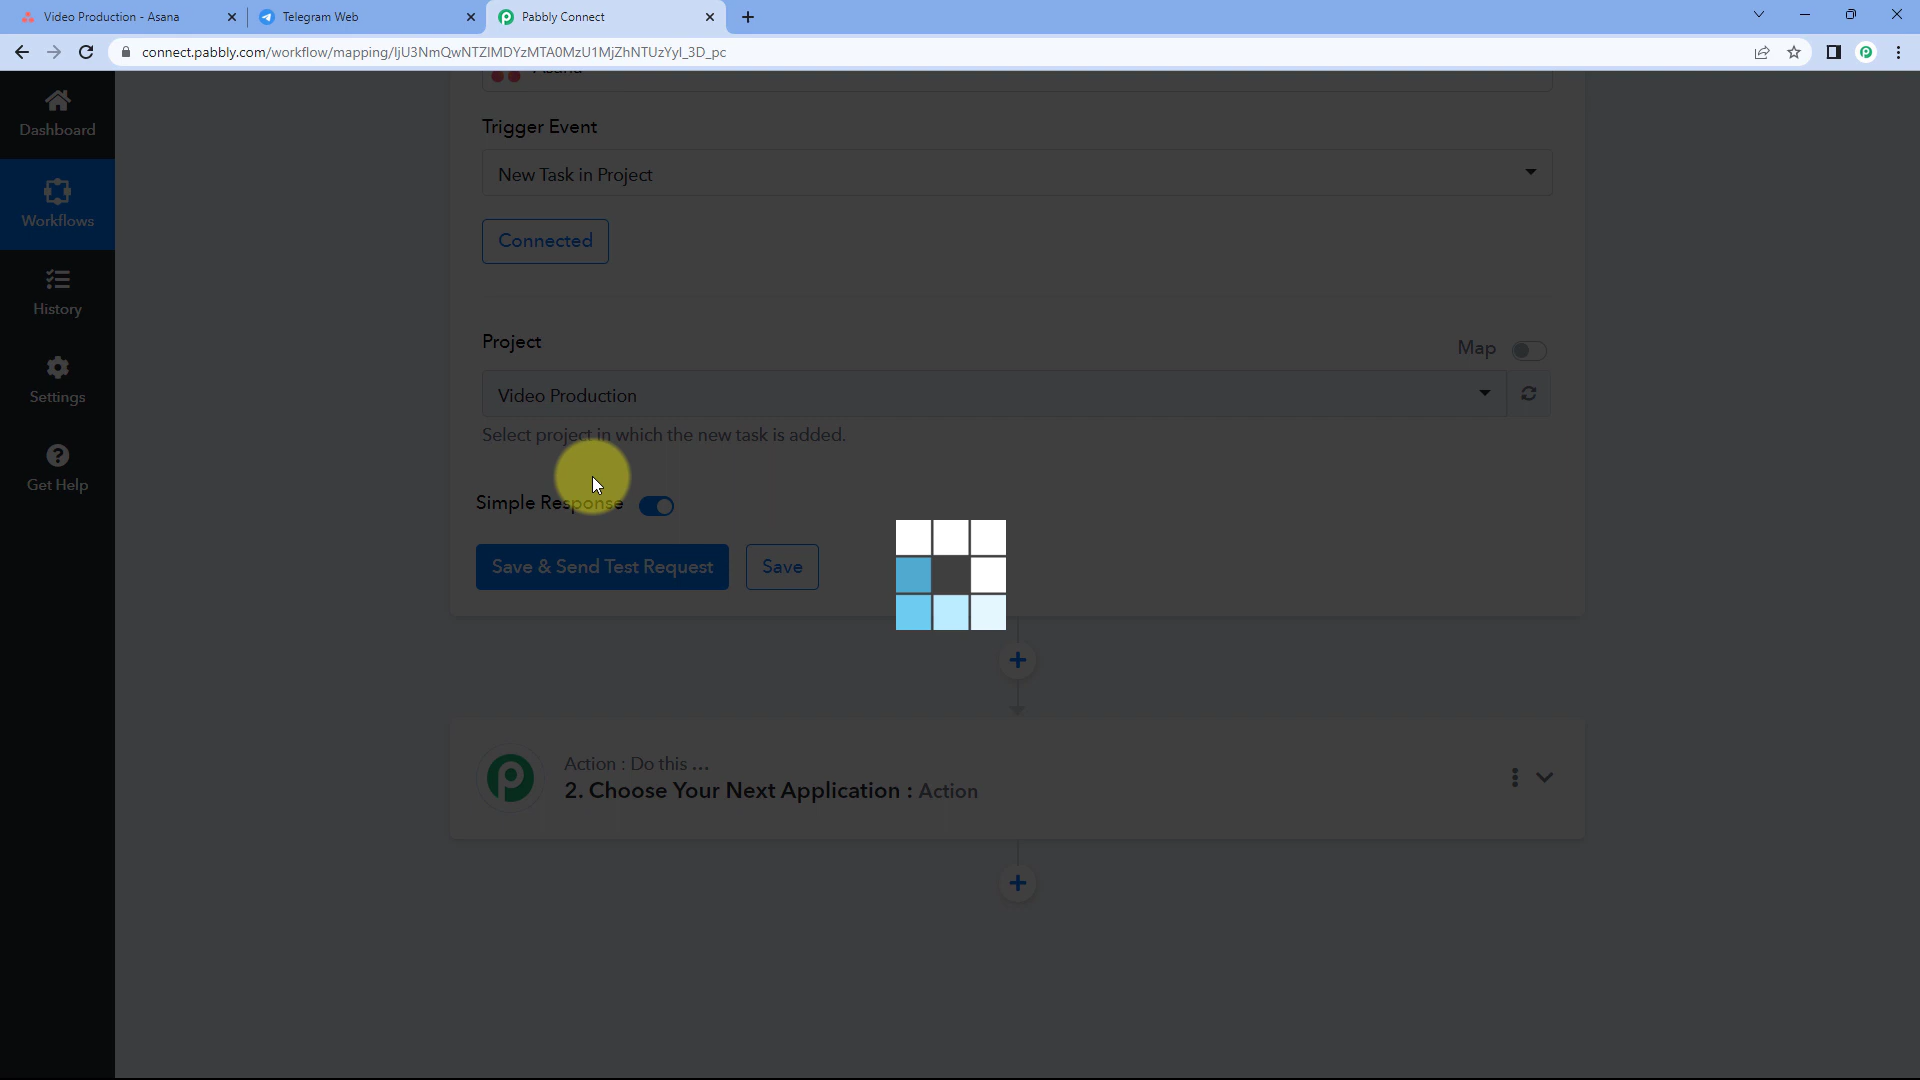 Video Production - Asana
Telegram Web
Pabbly Connect
connect.pabbly.com/workflow/mapping/IjU3NmQwNTZlMDYzMTA0MzU1MjZhNTUzYyI_3D_pc
Asana
Dashboard
Workflows
History
Settings
Get Help
Trigger Event
New Task in Project
Connected
Project
Map
Video Production
Select project in which the new task is added.
Simple Response
Save & Send Test Request
Save
Action : Do this ...
2. Choose Your Next Application : Action